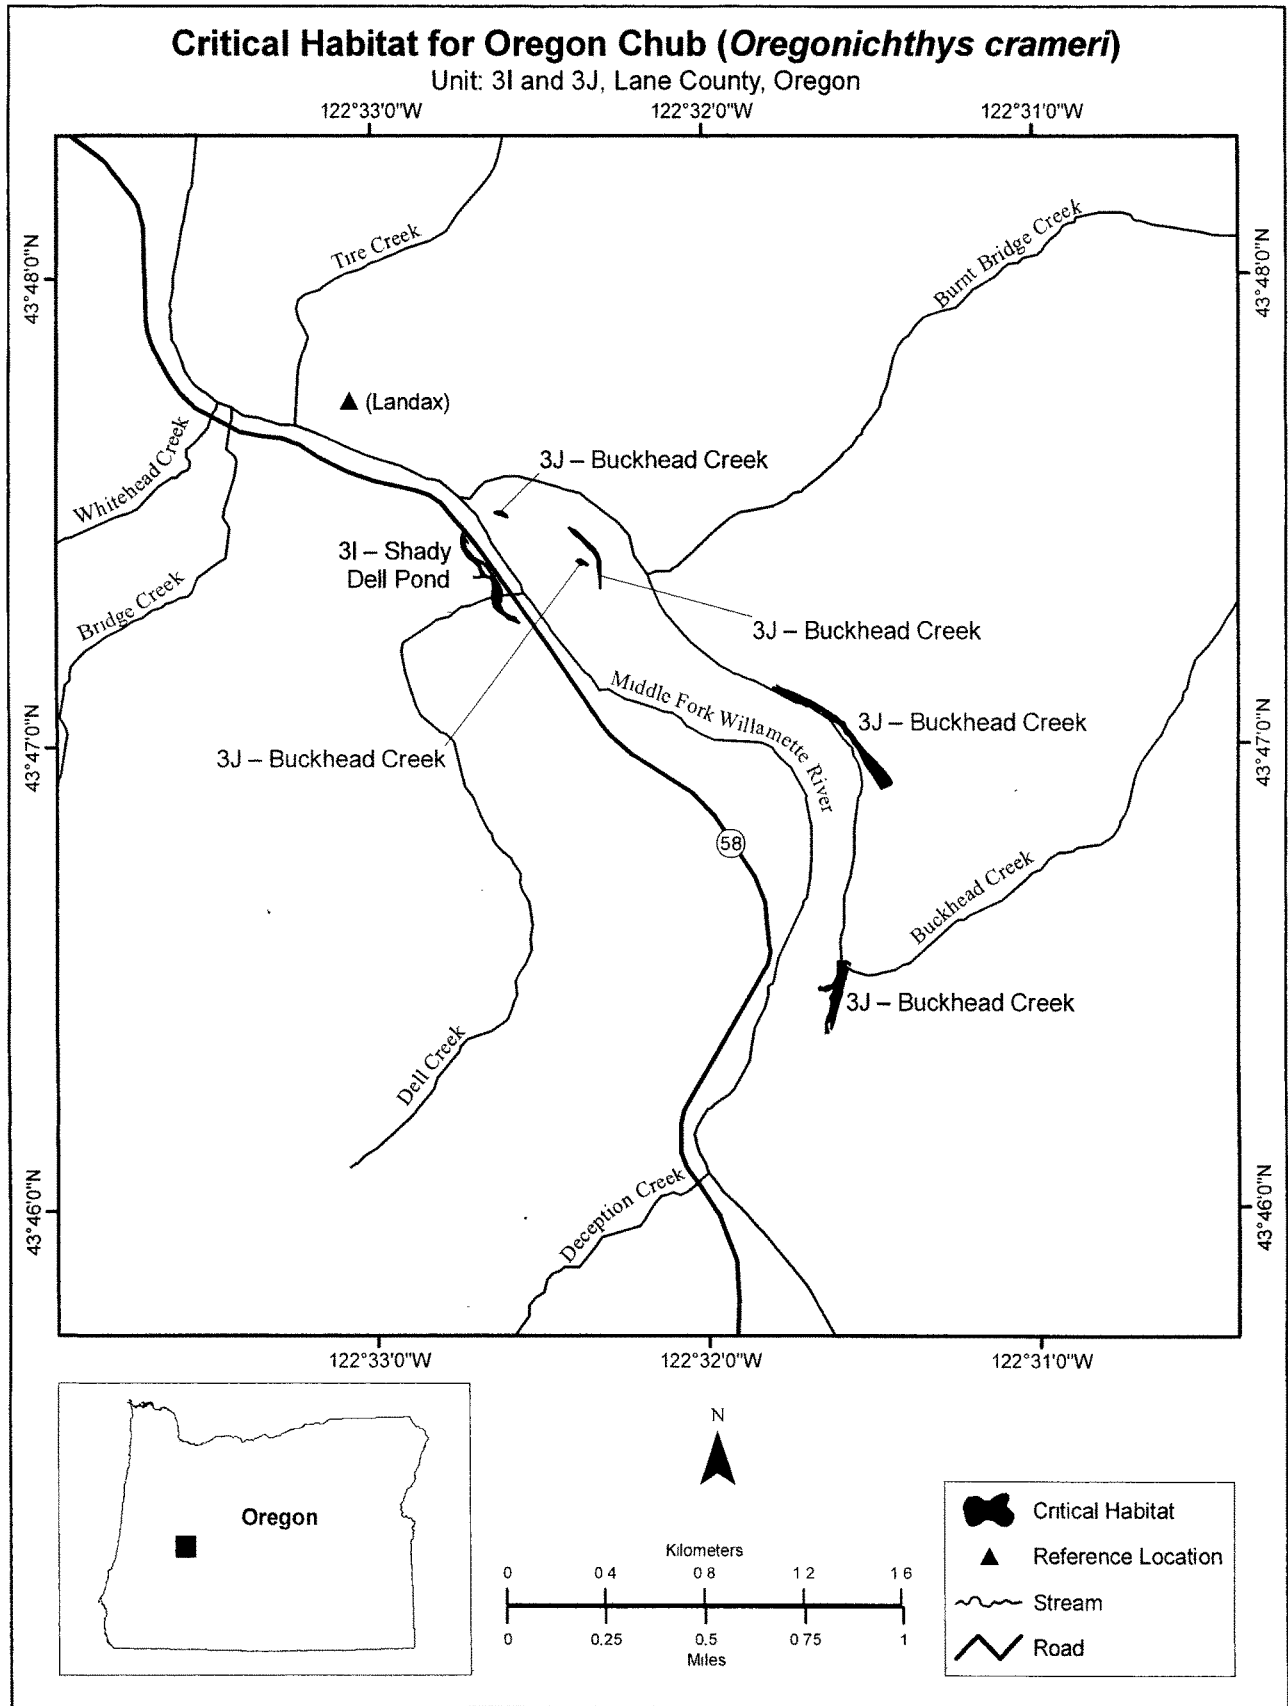 Critical Habitat for Oregon Chub (Oregonichthys crameri)
Unit: 3I and 3J, Lane County, Oregon
122°33'0"W
122°32'0"W
122°31'0"W
43°48'0"N
43°48'0"N
Tire Creek
Burnt Bridge Creek
(Landax)
Whitehead Creek
3J – Buckhead Creek
3I – Shady
Dell Pond
Bridge Creek
3J – Buckhead Creek
Middle Fork Willamette River
3J – Buckhead Creek
3J – Buckhead Creek
43°47'0"N
43°47'0"N
58
Buckhead Creek
3J – Buckhead Creek
Dell Creek
Deception Creek
43°46'0"N
43°46'0"N
122°33'0"W
122°32'0"W
122°31'0"W
Oregon
N
Kilometers
0 0 4 0 8 1 2 1 6
0 0.25 0.5 0 75 1
Miles
Critical Habitat
Reference Location
Stream
Road